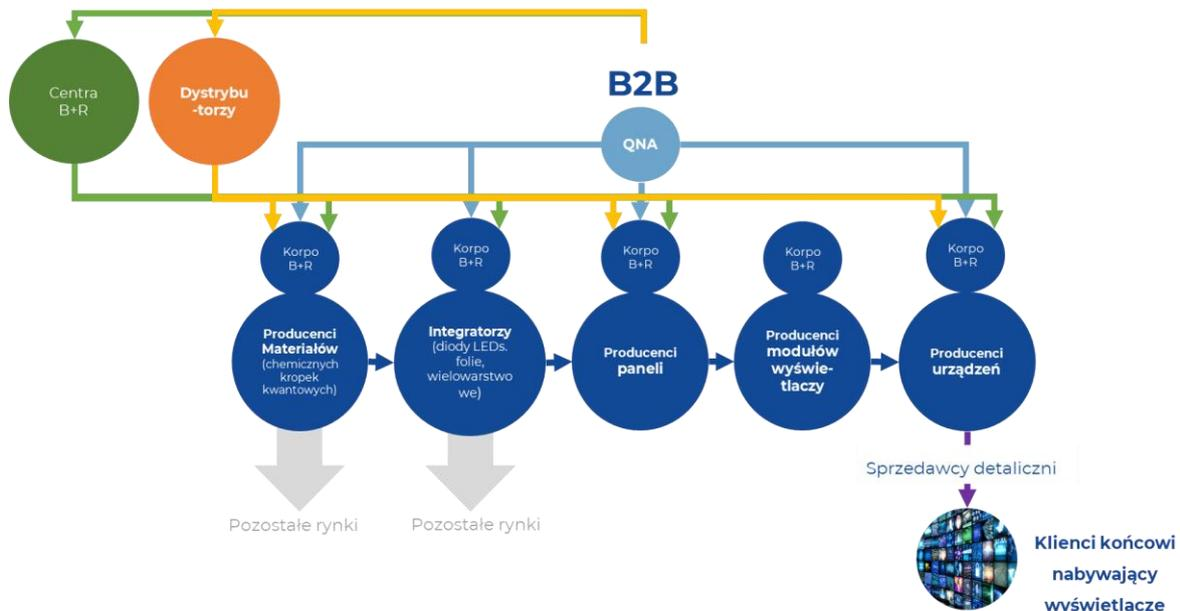 Centra
B+R
Dystrybu
-torzy
B2B
QNA
Korpo
B+R
Korpo
B+R
Korpo
B+R
Korpo
B+R
Korpo
B+R
Producenci
Materiałów
(chemicznych
kropek
kwantowych)
Integratorzy
(diody LEDs.
folie,
wielowarstwo
we)
Producenci
paneli
Producenci
modułów
wyświe-
tlaczy
Producenci
urządzeń
Sprzedawcy detaliczni
Pozostałe rynki
Pozostałe rynki
Klienci końcowi
nabywający
wyświetlacze